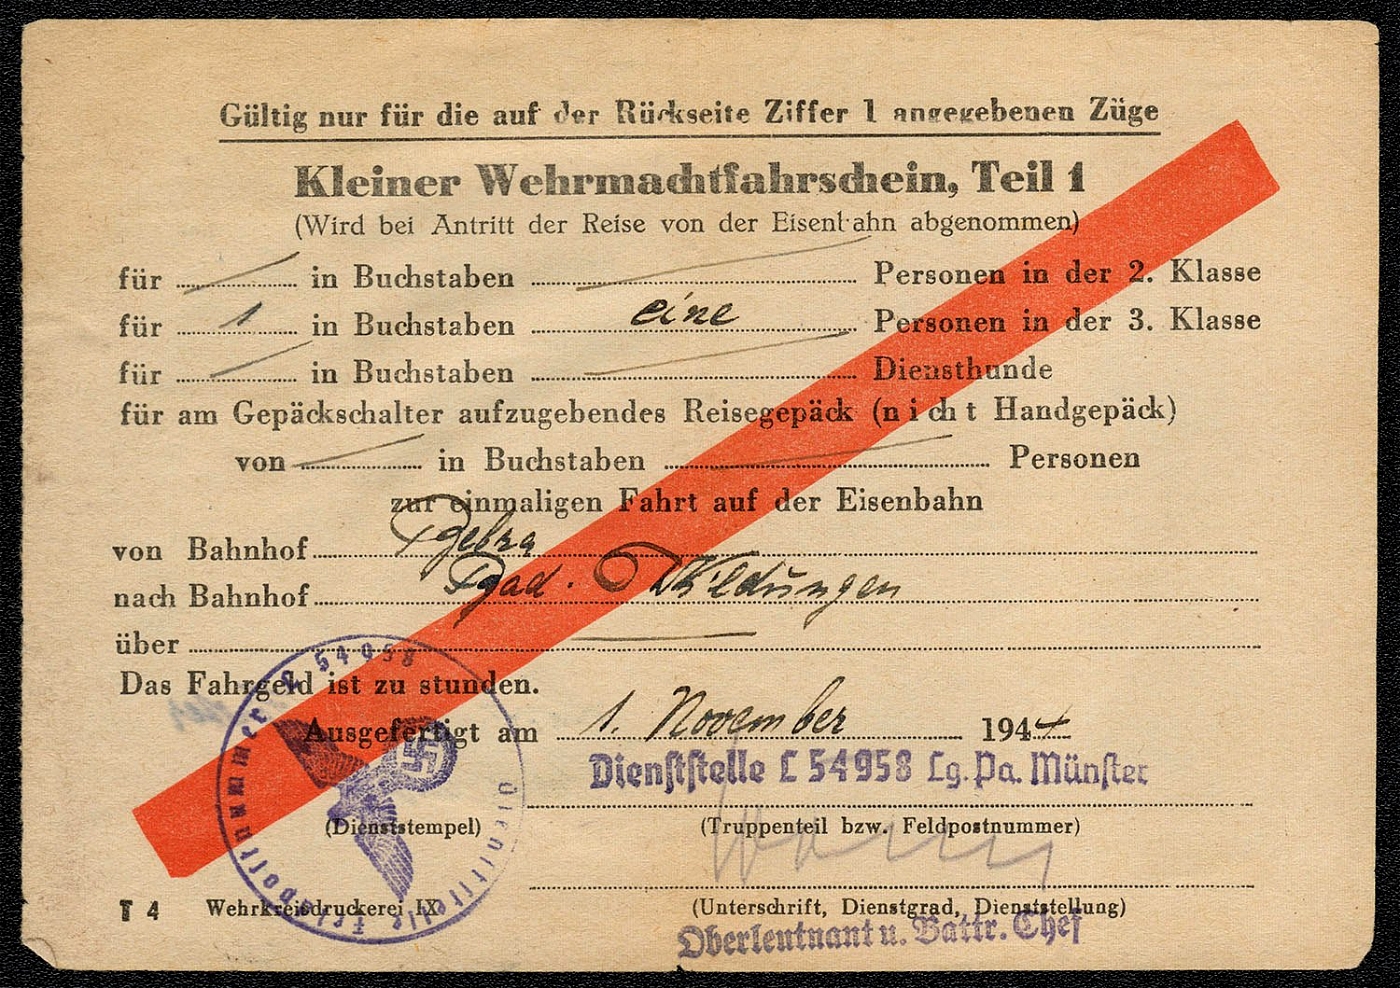 Gültig nur für die auf der Rückseite Ziffer 1 angegebenen Züge
Kleiner Wehrmachtfahrschein, Teil 1
(Wird bei Antritt der Reise von der Eisenbahn abgenommen)
für in Buchstaben Personen in der 2. Klasse
für 1 in Buchstaben eine Personen in der 3. Klasse
für in Buchstaben Diensthunde
für am Gepäckschalter aufzugebendes Reisegepäck (nicht Handgepäck)
von in Buchstaben Personen
zur einmaligen Fahrt auf der Eisenbahn
von Bahnhof Bebra
nach Bahnhof Bad. Wildungen
über
Das Fahrgeld ist zu stunden.
Ausgefertigt am 1. November 1944
Dienststelle L 54958 Lg. Pa. Münster
(Dienststempel) (Truppenteil bzw. Feldpostnummer)
Dienststelle Feldpostnummer L 54098
T 4 Wehrkreisdruckerei IX (Unterschrift, Dienstgrad, Dienststellung)
Oberleutnant u. Battr. Chef